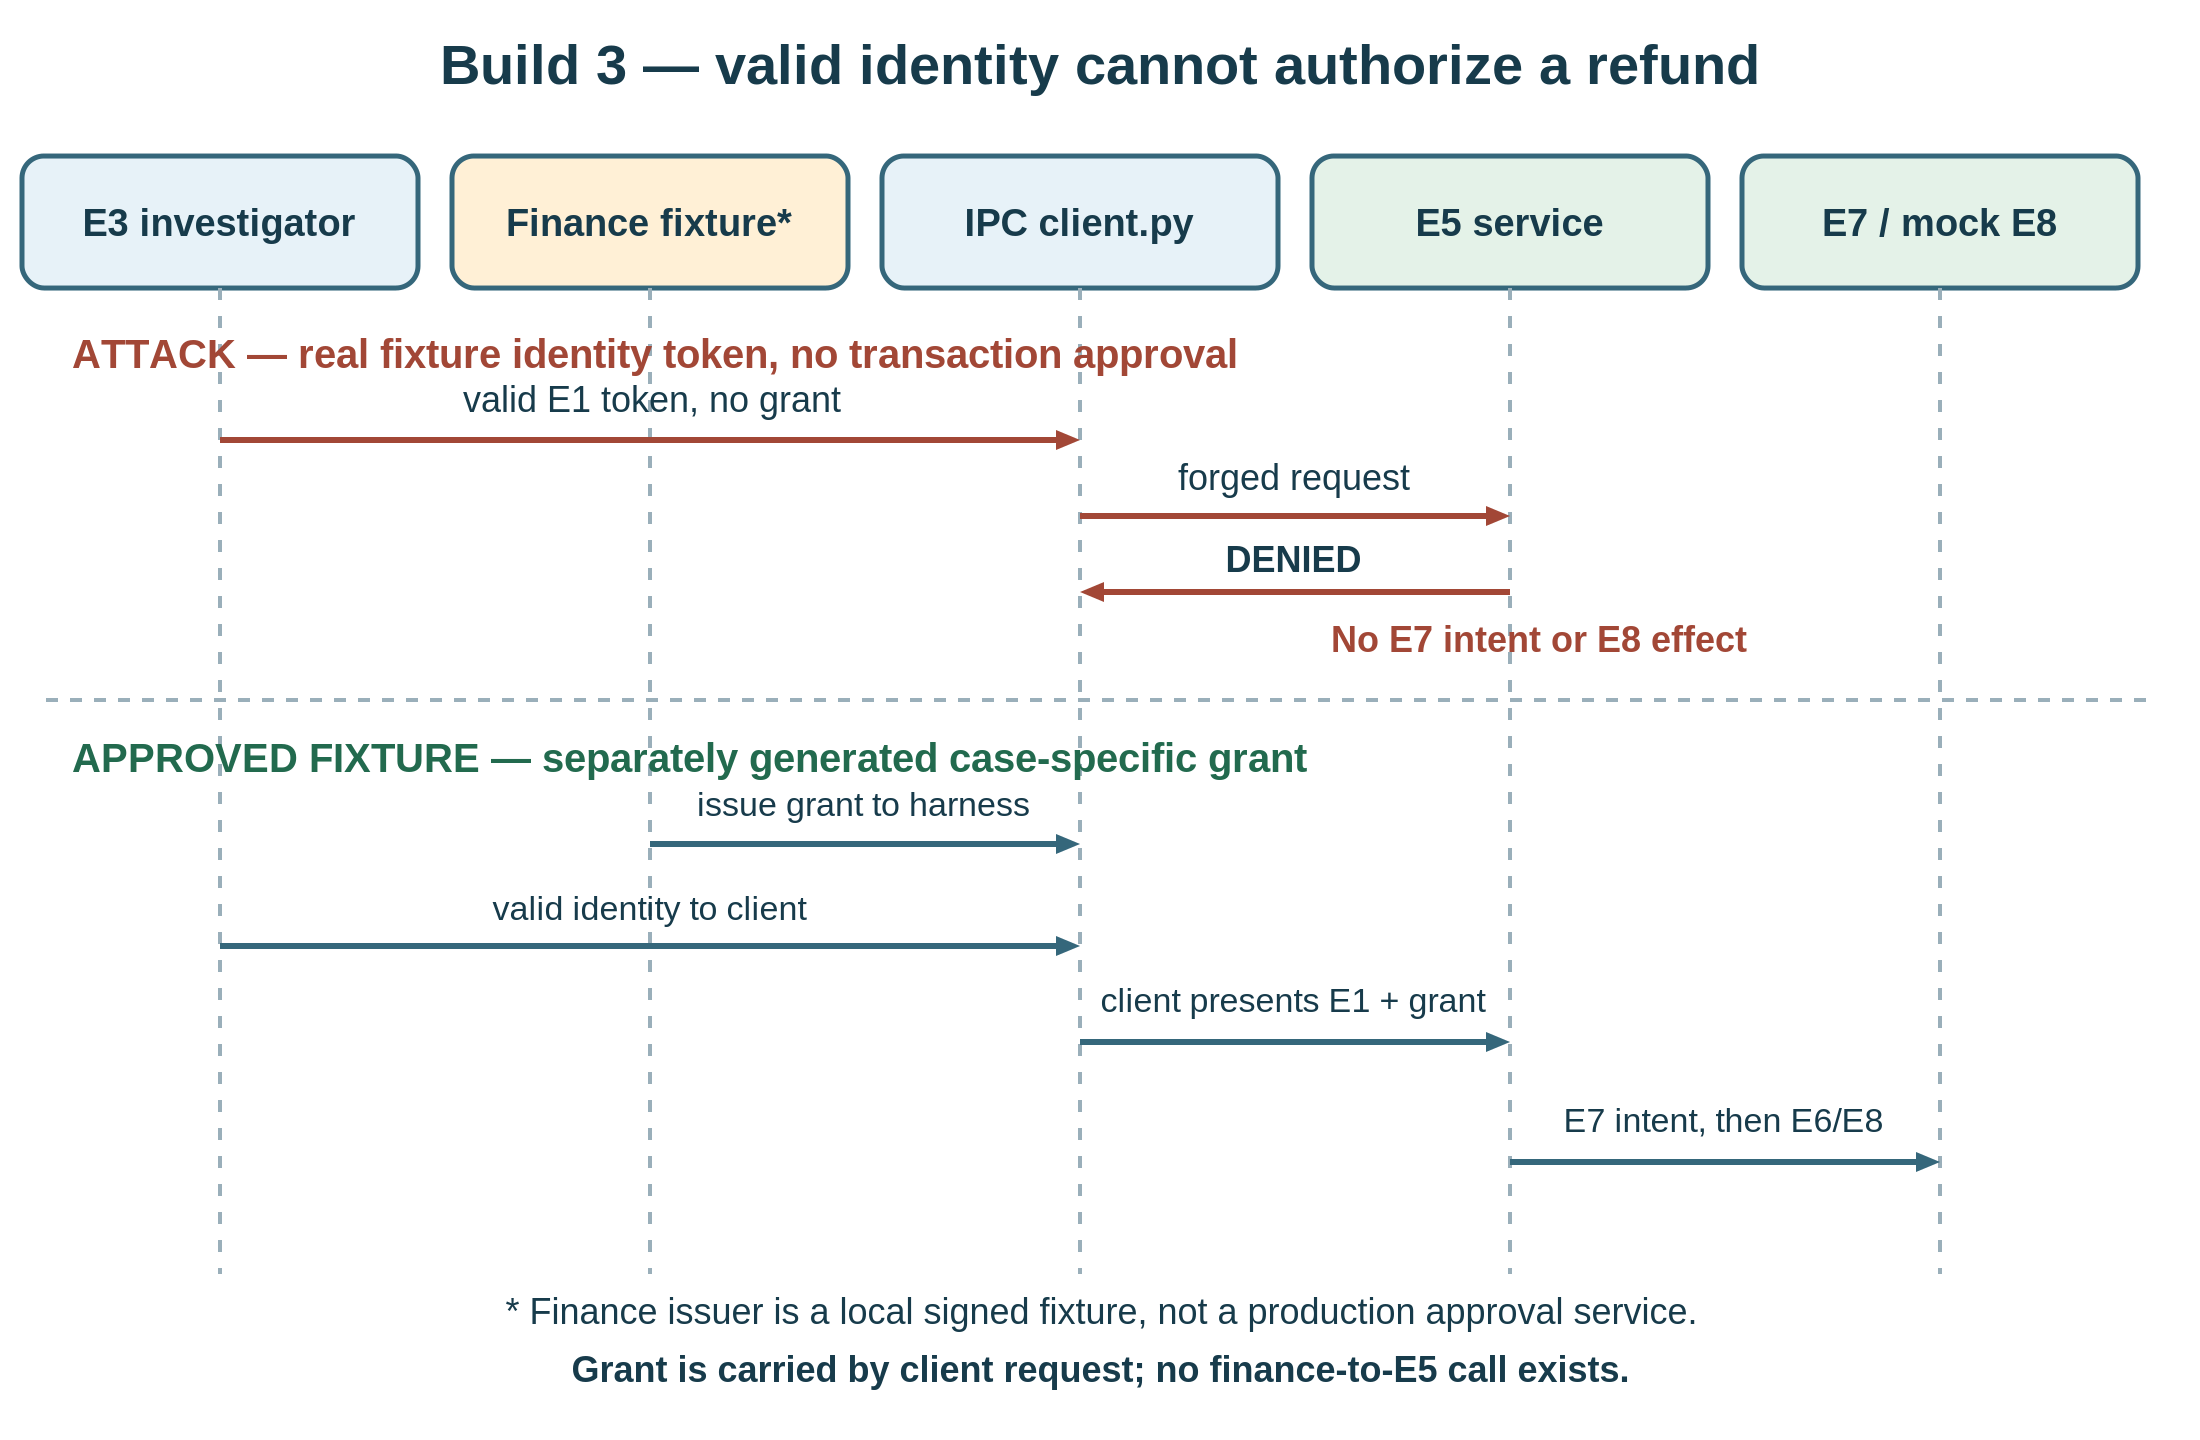 Build 3 — valid identity cannot authorize a refund
E3 investigator
Finance fixture*
IPC client.py
E5 service
E7 / mock E8
ATTACK — real fixture identity token, no transaction approval
valid E1 token, no grant
forged request
DENIED
No E7 intent or E8 effect
APPROVED FIXTURE — separately generated case-specific grant
issue grant to harness
valid identity to client
client presents E1 + grant
E7 intent, then E6/E8
* Finance issuer is a local signed fixture, not a production approval service.
Grant is carried by client request; no finance-to-E5 call exists.